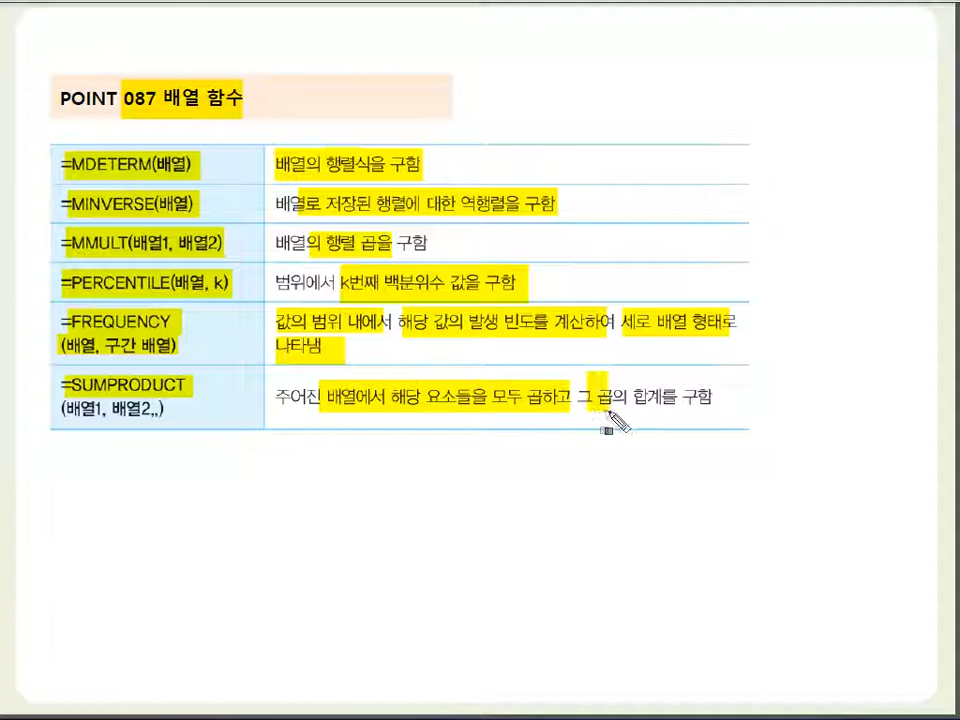 POINT 087 배열 함수
=MDETERM(배열) 배열의 행렬식을 구함
=MINVERSE(배열) 배열로 저장된 행렬에 대한 역행렬을 구함
=MMULT(배열1, 배열2) 배열의 행렬 곱을 구함
=PERCENTILE(배열, k) 범위에서 k번째 백분위수 값을 구함
=FREQUENCY 값의 범위 내에서 해당 값의 발생 빈도를 계산하여 세로 배열 형태로
(배열, 구간 배열) 나타냄
=SUMPRODUCT
(배열1, 배열2,,) 주어진 배열에서 해당 요소들을 모두 곱하고 그 곱의 합계를 구함